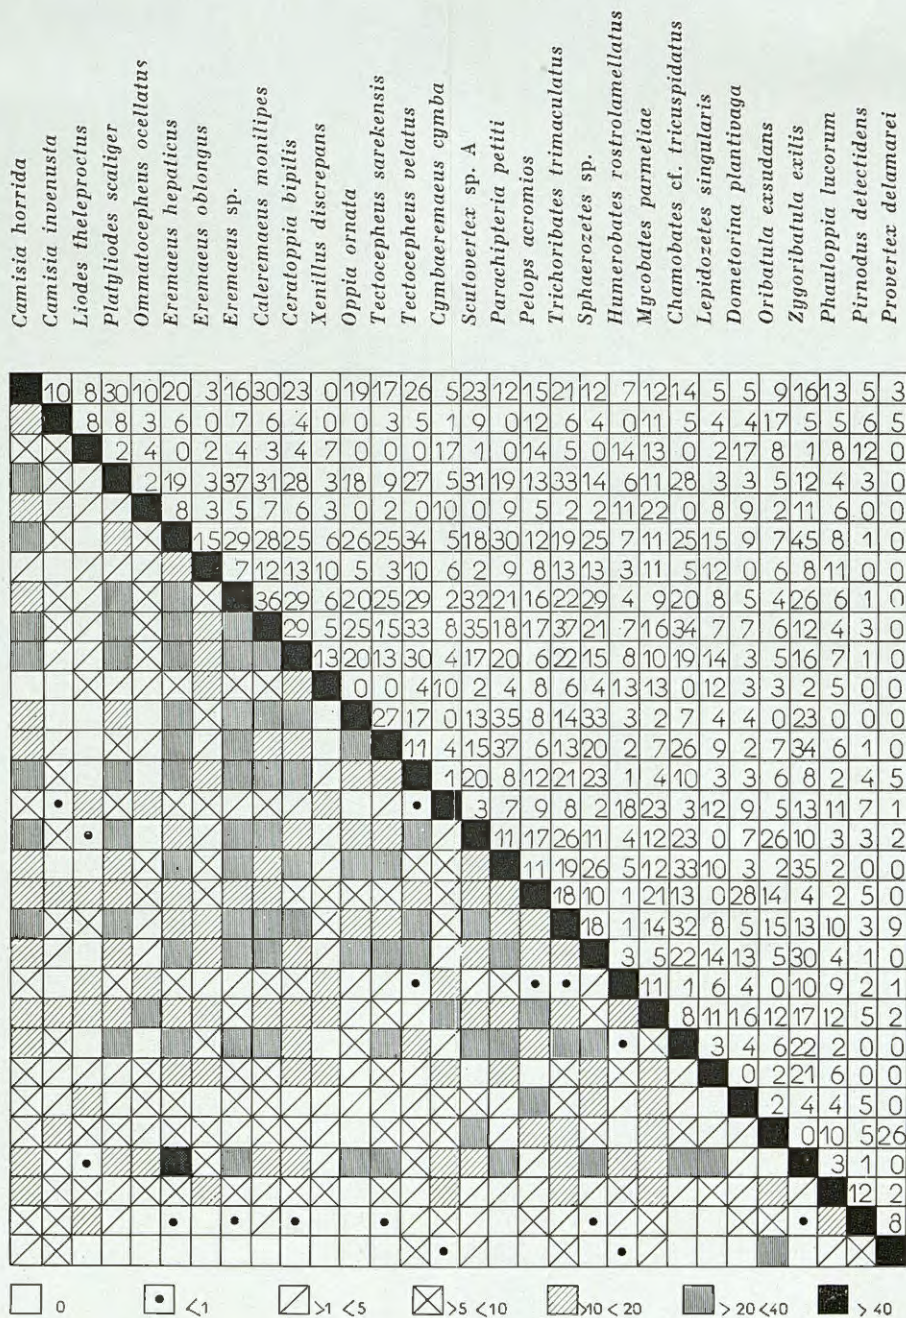 Camisia horrida
Camisia invenusta
Liodes theleproctus
Platyliodes scaliger
Ommatocepheus ocellatus
Eremaeus hepaticus
Eremaeus oblongus
Eremaeus sp.
Caleremaeus monilipes
Ceratopia bipilis
Xenillus discrepans
Oppia ornata
Tectocepheus sarekensis
Tectocepheus velatus
Cymbaeremaeus cymba
Scutovertex sp. A
Parachipteria petiti
Pelops acromios
Trichoribates trimaculatus
Sphaerozetes sp.
Humerobates rostrolamellatus
Mycobates parmeliae
Chamobates cf. tricuspidatus
Lepidozetes singularis
Dometorina plantivaga
Oribatula exsudans
Zygoribatula exilis
Phauloppia lucorum
Pirnodus detectidens
Provertex delamarei
10 8 30 10 20 3 16 30 23 0 19 17 26 5 23 12 15 21 12 7 12 14 5 5 9 16 13 5 3
8 8 3 6 0 7 6 4 0 0 3 5 1 9 0 12 6 4 0 11 5 4 4 17 5 5 6 5
2 4 0 2 4 3 4 7 0 0 0 17 1 0 14 5 0 14 13 0 2 17 8 1 8 12 0
2 19 3 37 31 28 3 18 9 27 5 31 19 13 33 14 6 11 28 3 3 5 12 4 3 0
8 3 5 7 6 3 0 2 0 10 0 9 5 2 2 11 22 0 8 9 2 11 6 0 0
15 29 28 25 6 26 25 34 5 18 30 12 19 25 7 11 25 15 9 7 45 8 1 0
7 12 13 10 5 3 10 6 2 9 8 13 13 3 11 5 12 0 6 8 11 0 0
36 29 6 20 25 29 2 32 21 16 22 29 4 9 20 8 5 4 26 6 1 0
29 5 25 15 33 8 35 18 17 37 21 7 16 34 7 7 6 12 4 3 0
13 20 13 30 4 17 20 6 22 15 8 10 19 14 3 5 16 7 1 0
0 0 4 10 2 4 8 6 4 13 13 0 12 3 3 2 5 0 0
27 17 0 13 35 8 14 33 3 2 7 4 4 0 23 0 0 0
11 4 15 37 6 13 20 2 7 26 9 2 7 34 6 1 0
1 20 8 12 21 23 1 4 10 3 3 6 8 2 4 5
3 7 9 8 2 18 23 3 12 9 5 13 11 7 1
11 17 26 11 4 12 23 0 7 26 10 3 3 2
11 19 26 5 12 33 10 3 2 35 2 0 0
18 10 1 21 13 0 28 14 4 2 5 0
18 1 14 32 8 5 15 13 10 3 9
3 5 22 14 13 5 30 4 1 0
11 1 6 4 0 10 9 2 1
8 11 16 12 17 12 5 2
3 4 6 22 2 0 0
0 2 21 6 0 0
2 4 4 5 0
0 10 5 26
3 1 0
12 2
8
0 <1 >1 <5 >5 <10 >10 < 20 > 20 <40 > 40